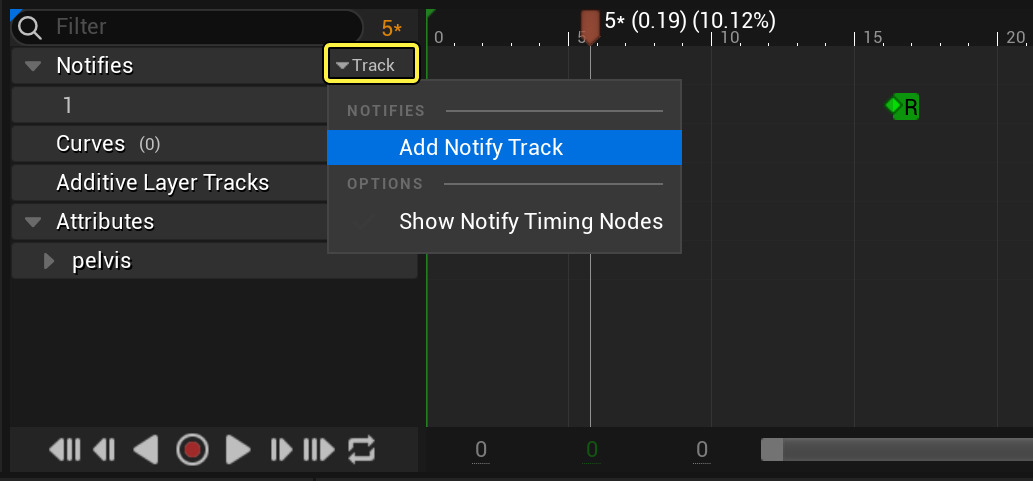 Filter
5*
5* (0.19) (10.12%)
0
5
10
15
20
Notifies
Track
1
R
NOTIFIES
Add Notify Track
Curves (0)
Additive Layer Tracks
OPTIONS
Attributes
Show Notify Timing Nodes
pelvis
0
0
0